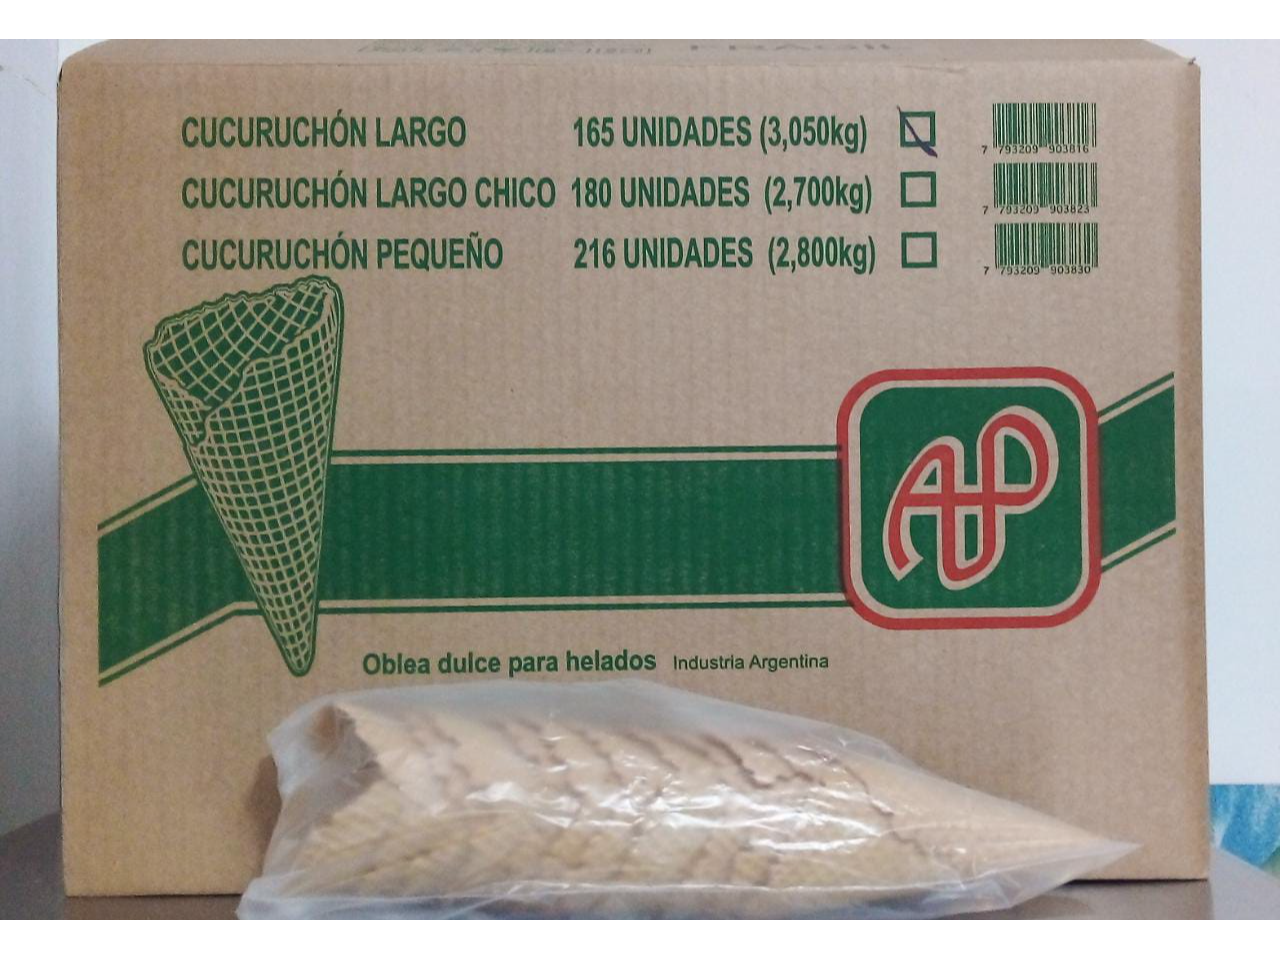 CUCURUCHÓN LARGO 165 UNIDADES (3,050kg)
7 793209 903816
CUCURUCHÓN LARGO CHICO 180 UNIDADES (2,700kg)
7 793209 903823
CUCURUCHÓN PEQUEÑO 216 UNIDADES (2,800kg)
7 793209 903830
AP
Oblea dulce para helados Industria Argentina